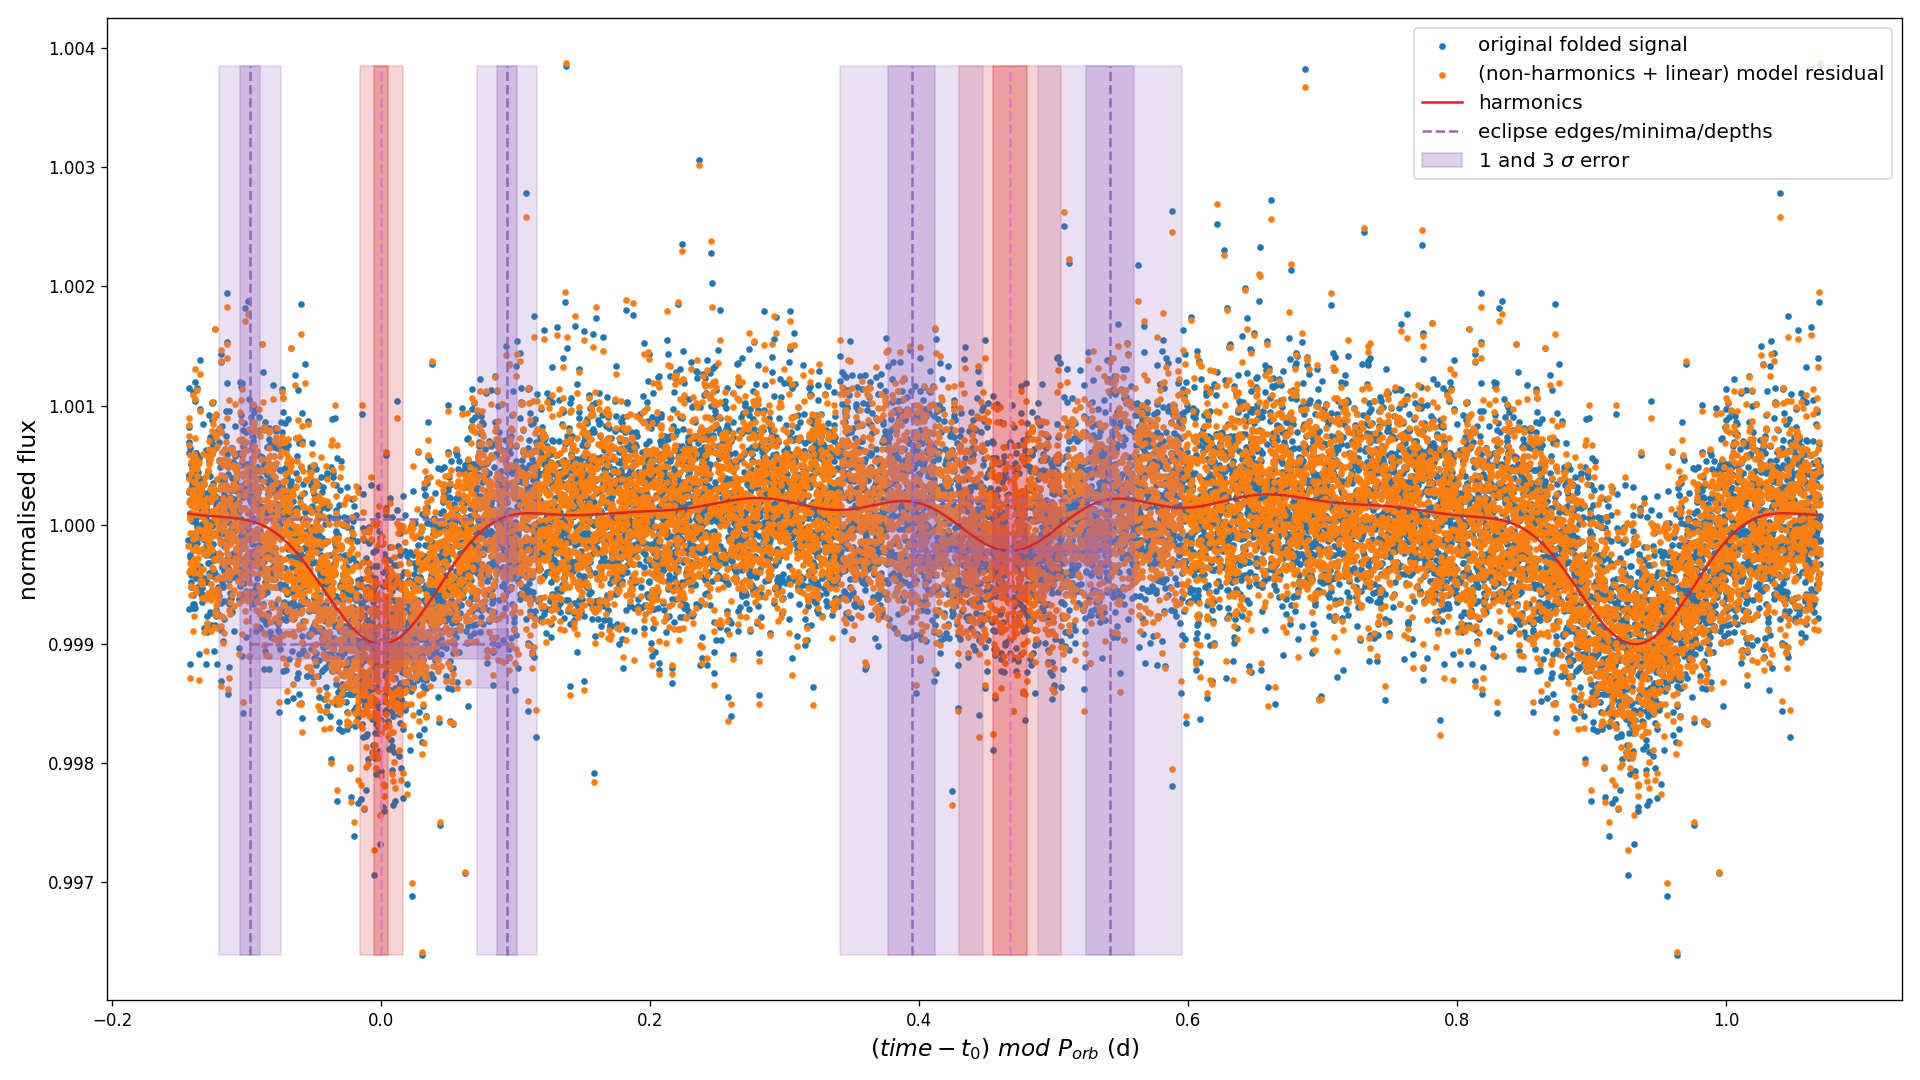 original folded signal
(non-harmonics + linear) model residual
harmonics
eclipse edges/minima/depths
1 and 3 σ error
normalised flux
1.004
1.003
1.002
1.001
1.000
0.999
0.998
0.997
−0.2
0.0
0.2
0.4
0.6
0.8
1.0
(time − t₀) mod P_orb (d)